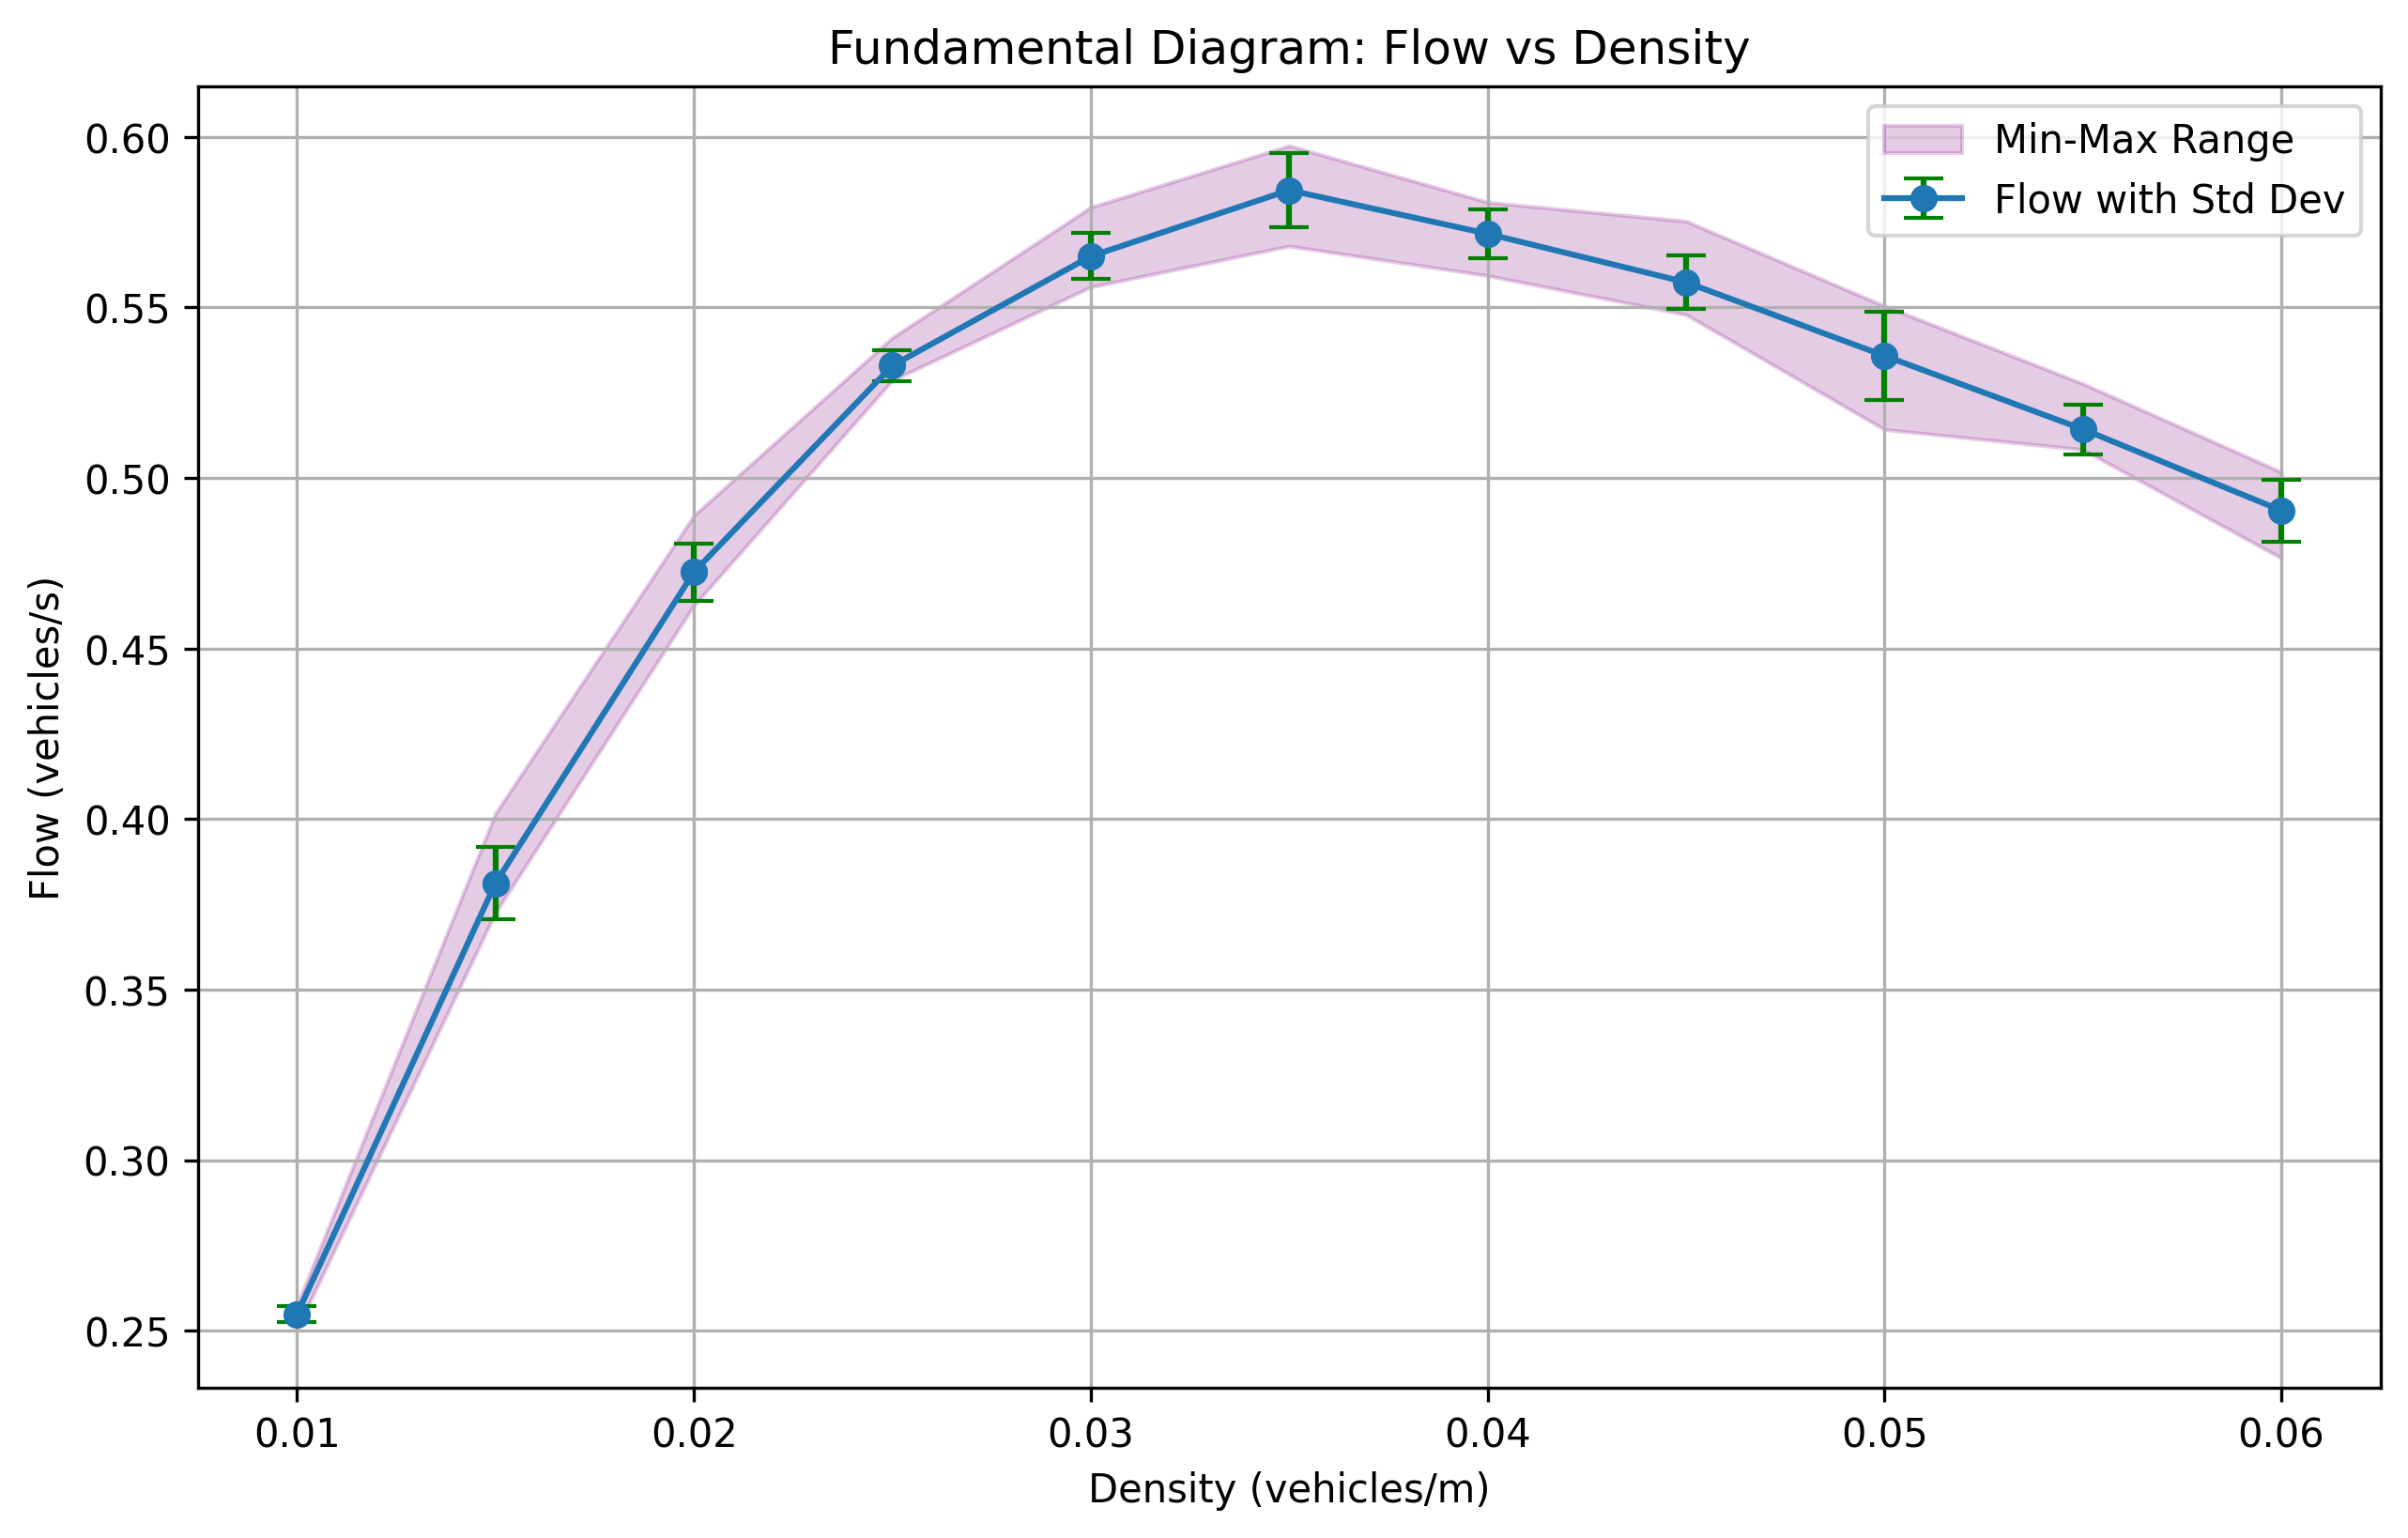 Fundamental Diagram: Flow vs Density
Min-Max Range
Flow with Std Dev
Flow (vehicles/s)
0.60
0.55
0.50
0.45
0.40
0.35
0.30
0.25
0.01 0.02 0.03 0.04 0.05 0.06
Density (vehicles/m)